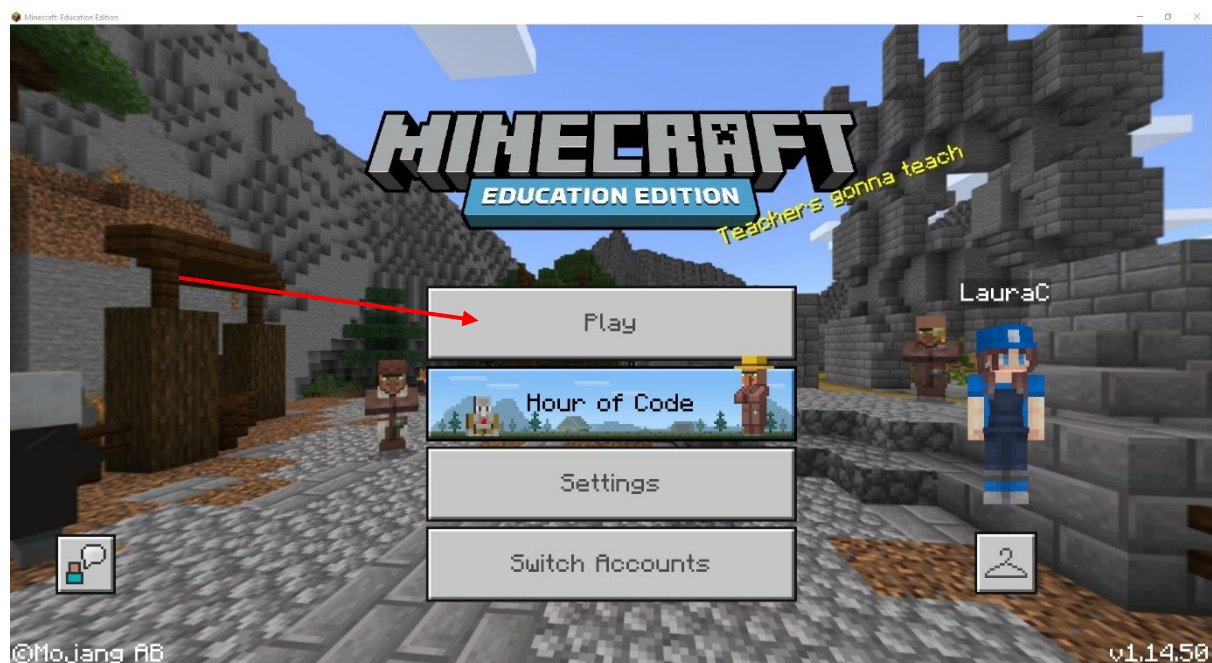 Minecraft: Education Edition
MINECRAFT
EDUCATION EDITION
Teachers gonna teach
LauraC
Play
Hour of Code
Settings
Switch Accounts
©Mojang AB
v1.14.50